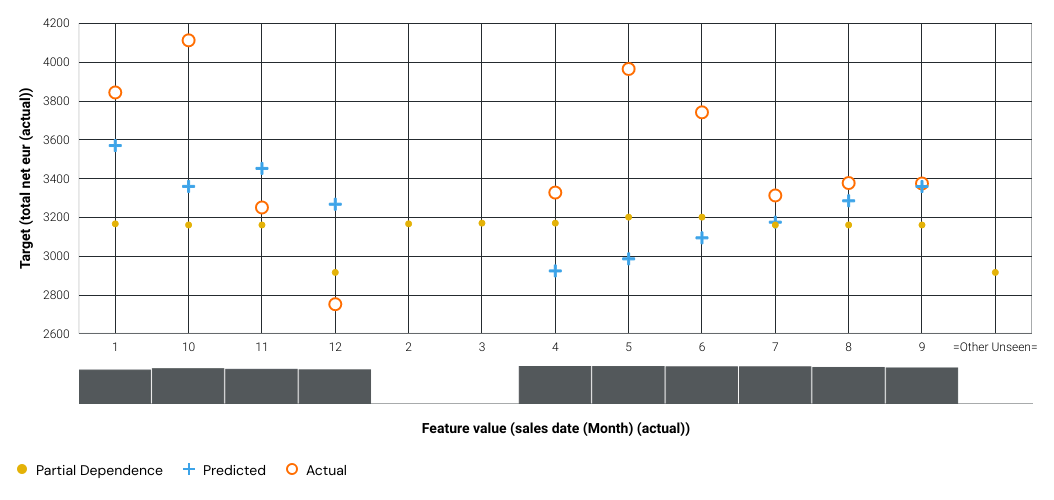 4200
4000
3800
3600
3400
3200
3000
2800
2600
Target (total net eur (actual))
1 10 11 12 2 3 4 5 6 7 8 9 =Other Unseen=
Feature value (sales date (Month) (actual))
Partial Dependence Predicted Actual